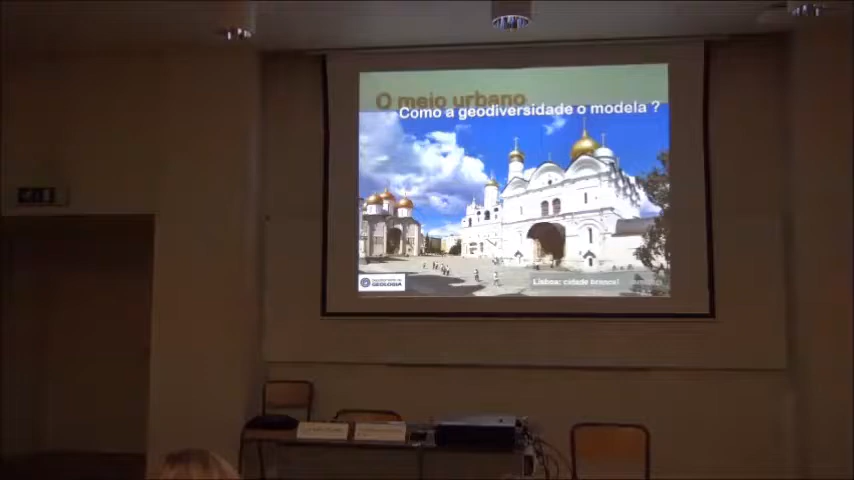 O meio urbano
Como a geodiversidade o modela ?
GEOLOGIA
Lisboa: cidade branca!